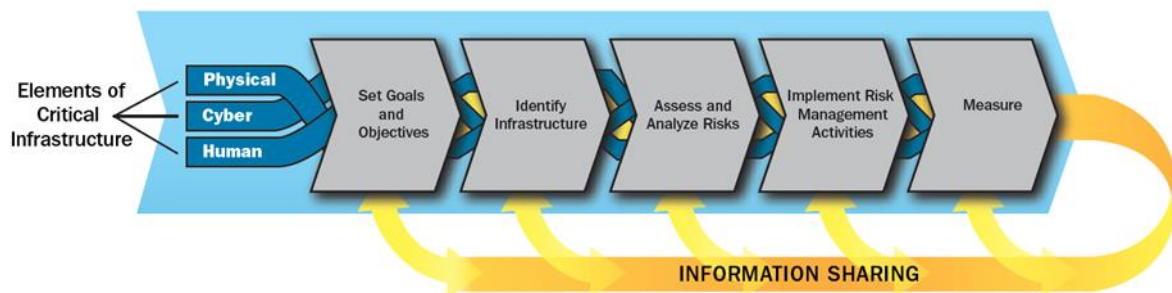 Elements of
Critical
Infrastructure
Physical
Cyber
Human
Set Goals
and
Objectives
Identify
Infrastructure
Assess and
Analyze Risks
Implement Risk
Management
Activities
Measure
INFORMATION SHARING